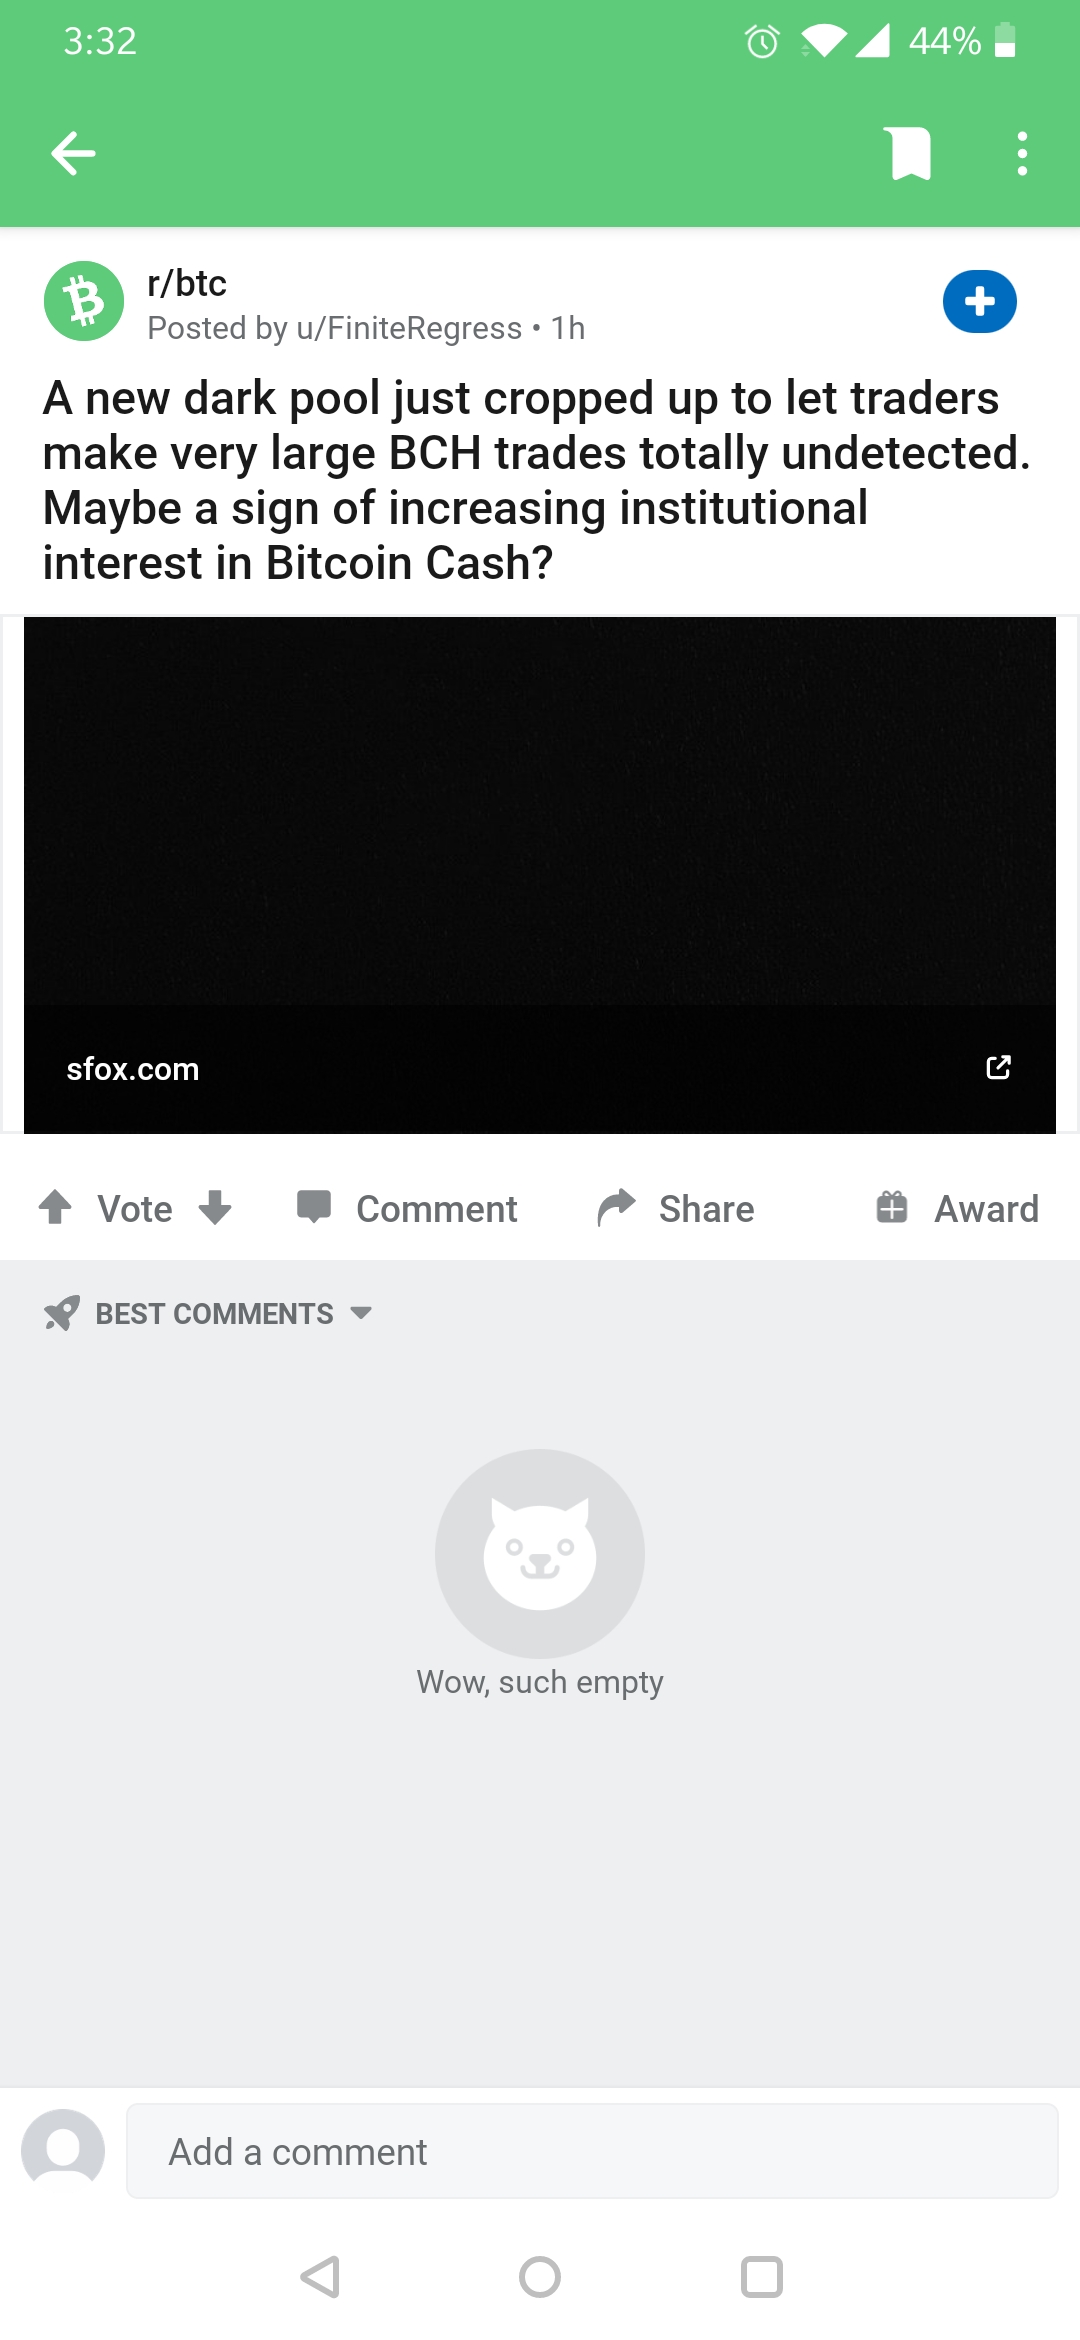 3:32
44%
r/btc
Posted by u/FiniteRegress • 1h
A new dark pool just cropped up to let traders
make very large BCH trades totally undetected.
Maybe a sign of increasing institutional
interest in Bitcoin Cash?
sfox.com
Vote
Comment
Share
Award
BEST COMMENTS
Wow, such empty
Add a comment